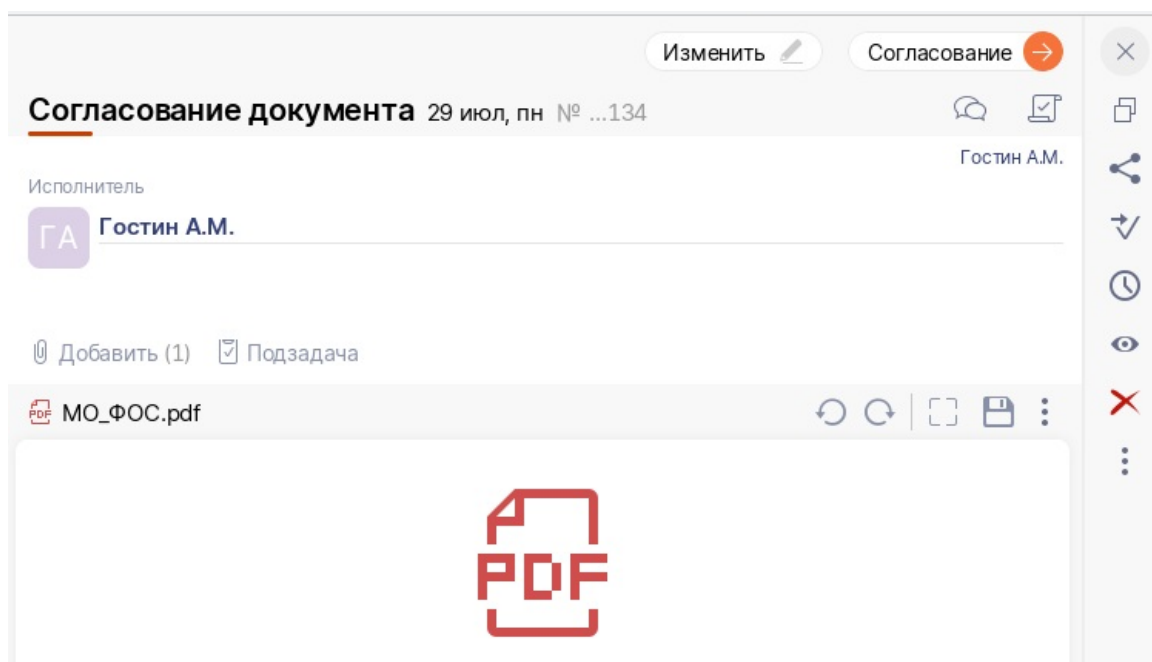 Изменить Согласование
Согласование документа 29 июл, пн № ...134
Гостин А.М.
Исполнитель
ГА Гостин А.М.
Добавить (1) Подзадача
PDF МО_ФОС.pdf
PDF